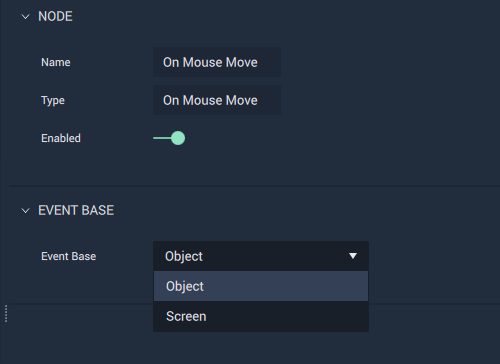 NODE
Name On Mouse Move
Type On Mouse Move
Enabled
EVENT BASE
Event Base Object
Object
Screen